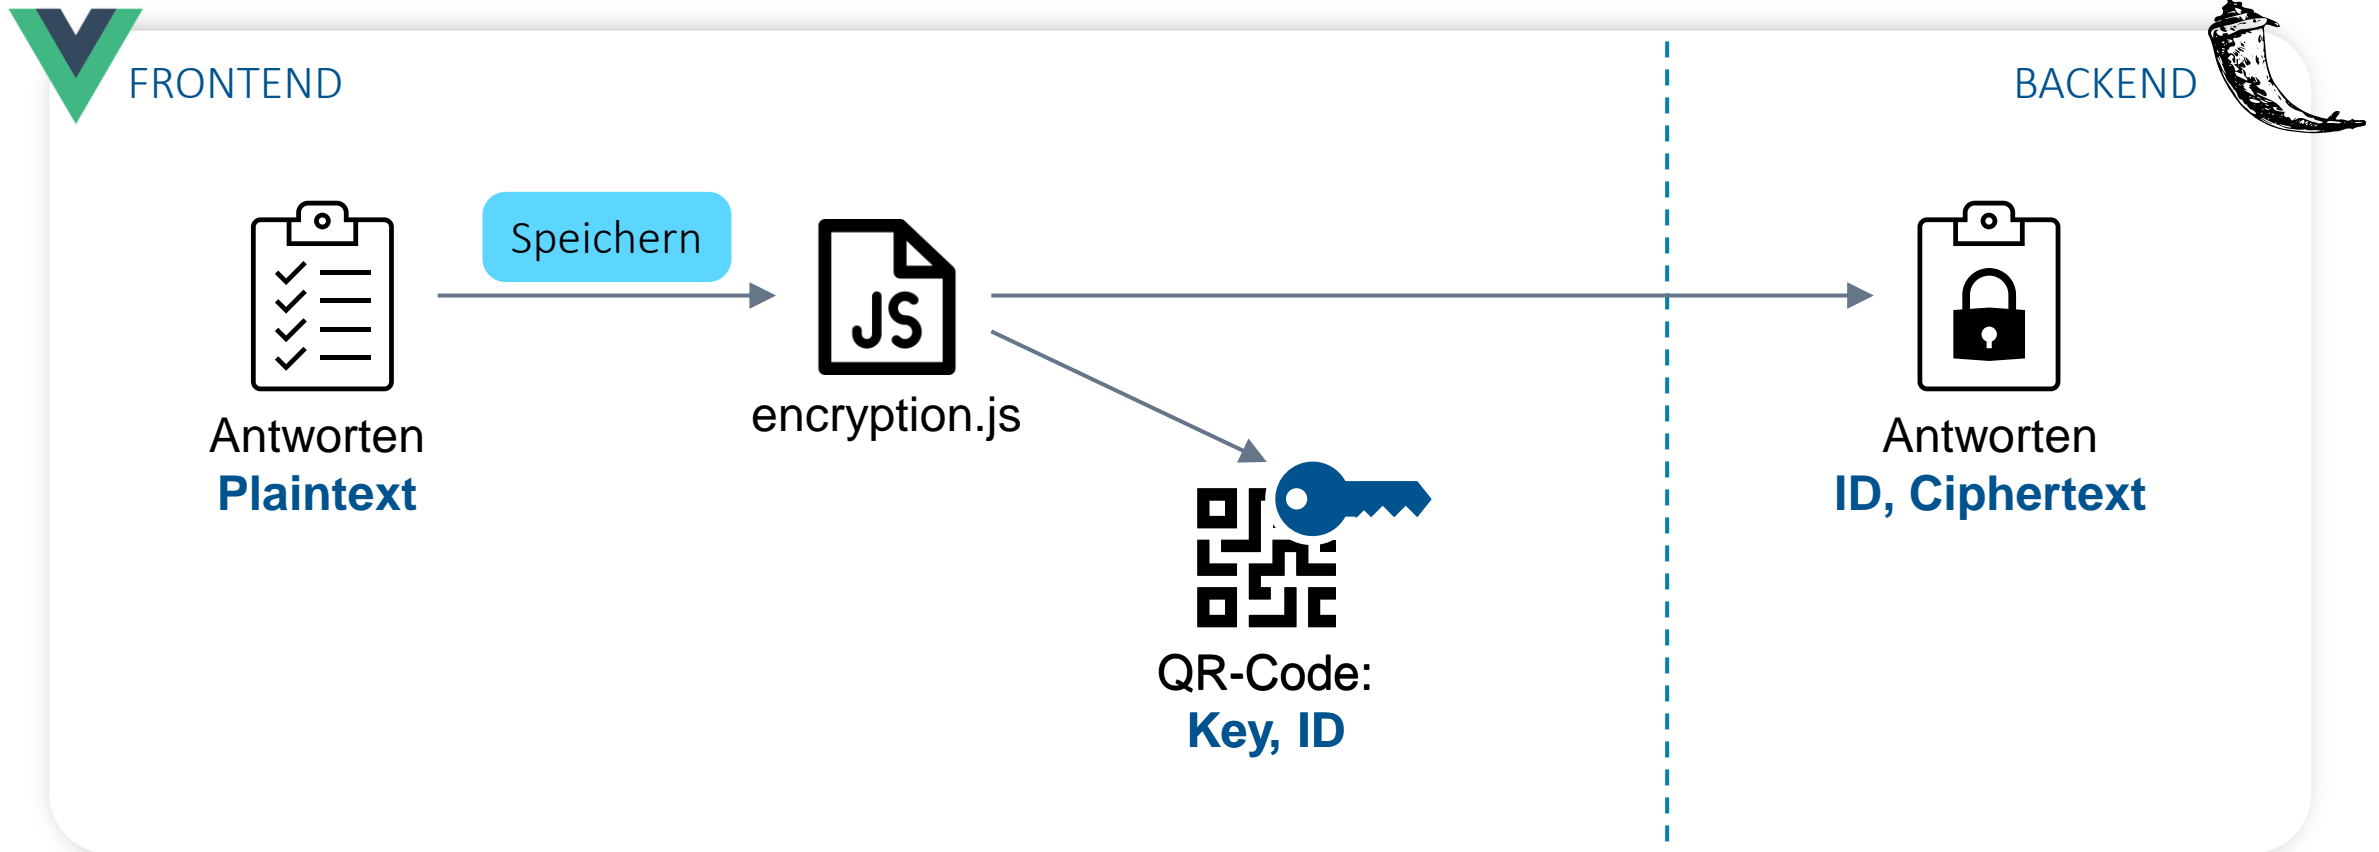 FRONTEND
BACKEND
Speichern
JS
encryption.js
Antworten
Plaintext
Antworten
ID, Ciphertext
QR-Code:
Key, ID